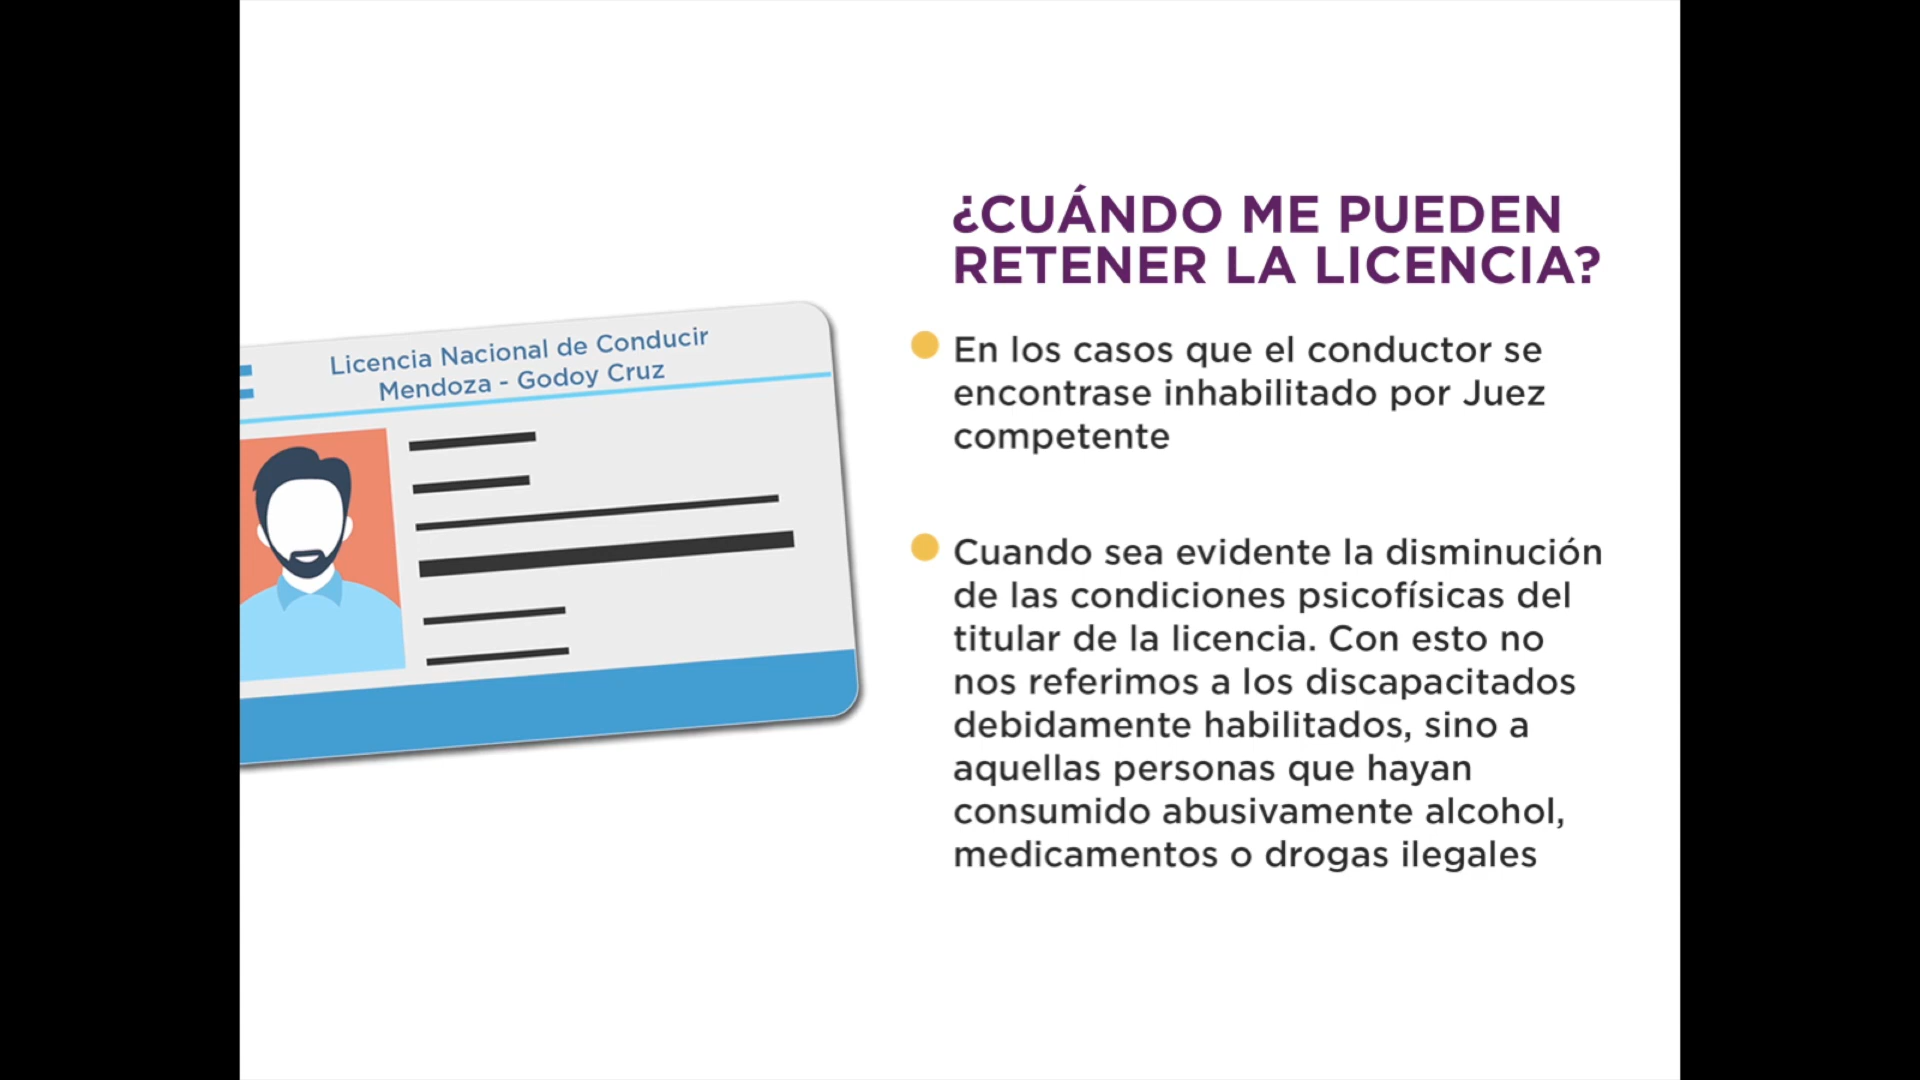 Licencia Nacional de Conducir
Mendoza - Godoy Cruz
¿CUÁNDO ME PUEDEN
RETENER LA LICENCIA?
En los casos que el conductor se
encontrase inhabilitado por Juez
competente
Cuando sea evidente la disminución
de las condiciones psicofísicas del
titular de la licencia. Con esto no
nos referimos a los discapacitados
debidamente habilitados, sino a
aquellas personas que hayan
consumido abusivamente alcohol,
medicamentos o drogas ilegales